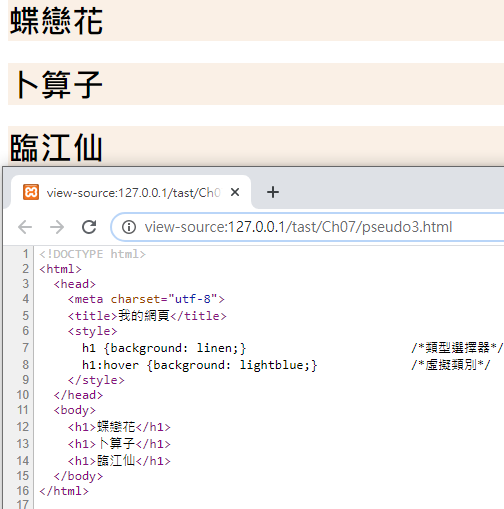 蝶戀花
卜算子
臨江仙
view-source:127.0.0.1/tast/Ch0
view-source:127.0.0.1/tast/Ch07/pseudo3.html
1 <!DOCTYPE html>
2 <html>
3 <head>
4 <meta charset="utf-8">
5 <title>我的網頁</title>
6 <style>
7 h1 {background: linen;} /*類型選擇器*/
8 h1:hover {background: lightblue;} /*虛擬類別*/
9 </style>
10 </head>
11 <body>
12 <h1>蝶戀花</h1>
13 <h1>卜算子</h1>
14 <h1>臨江仙</h1>
15 </body>
16 </html>
17